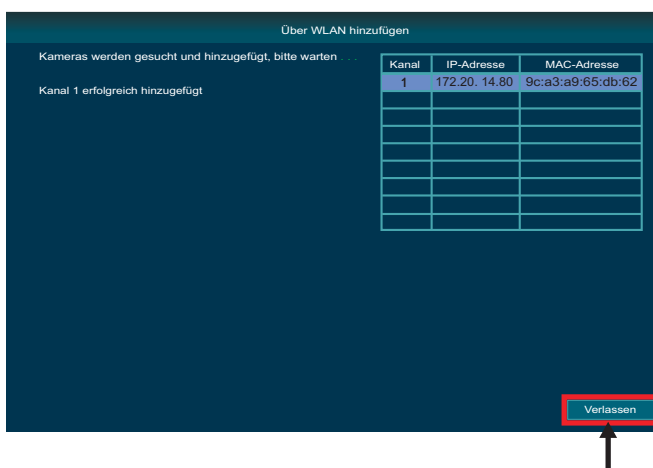 Über WLAN hinzufügen
Kameras werden gesucht und hinzugefügt, bitte warten . . .
Kanal 1 erfolgreich hinzugefügt
Kanal IP-Adresse MAC-Adresse
1 172.20. 14.80 9c:a3:a9:65:db:62
Verlassen